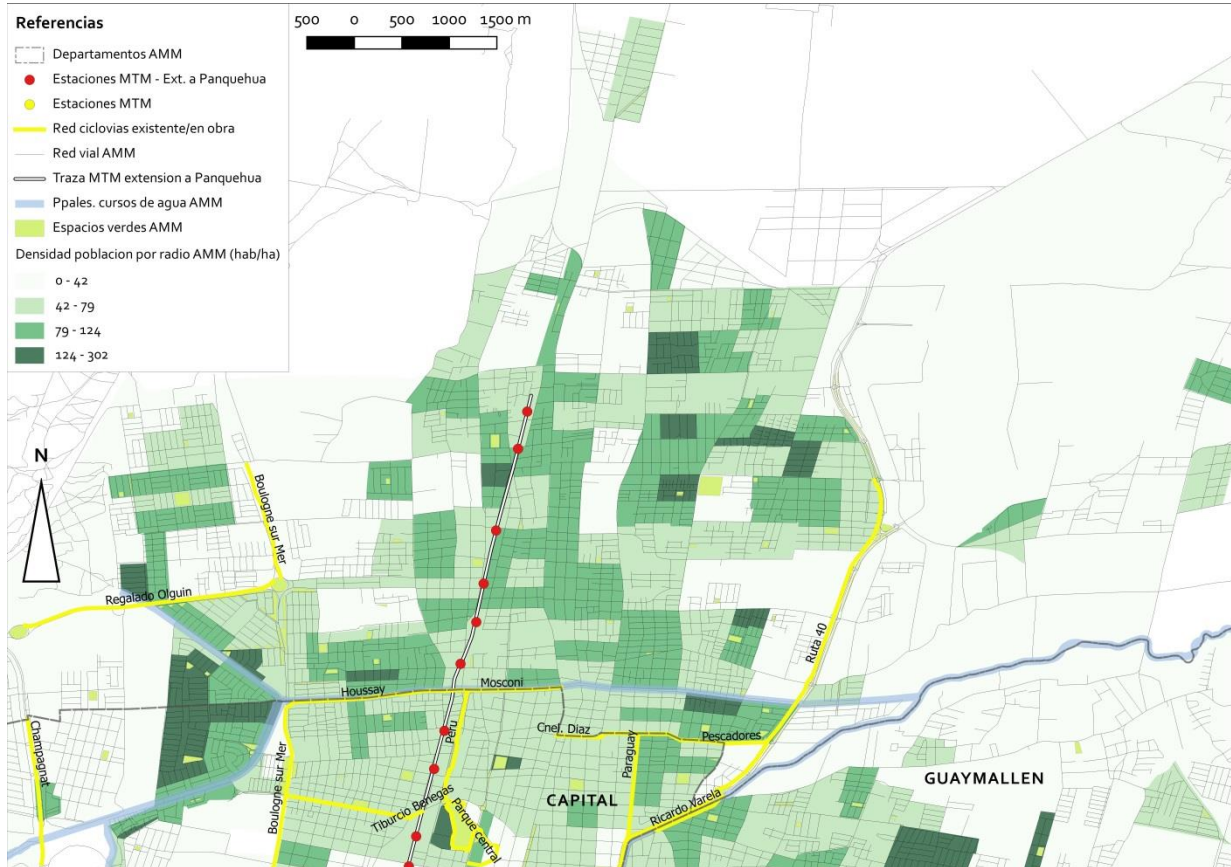 Referencias
Departamentos AMM
Estaciones MTM - Ext. a Panquehua
Estaciones MTM
Red ciclovias existente/en obra
Red vial AMM
Traza MTM extension a Panquehua
Ppales. cursos de agua AMM
Espacios verdes AMM
Densidad poblacion por radio AMM (hab/ha)
0 - 42
42 - 79
79 - 124
124 - 302
500 0 500 1000 1500 m
N
Boulogne sur Mer
Regalado Olguin
Ruta 40
Houssay
Mosconi
Champagnat
Peru
Cnel. Diaz
Paraguay
Pescadores
Boulogne sur Mer
Tiburcio Benegas
Parque central
CAPITAL
Ricardo Varela
GUAYMALLEN